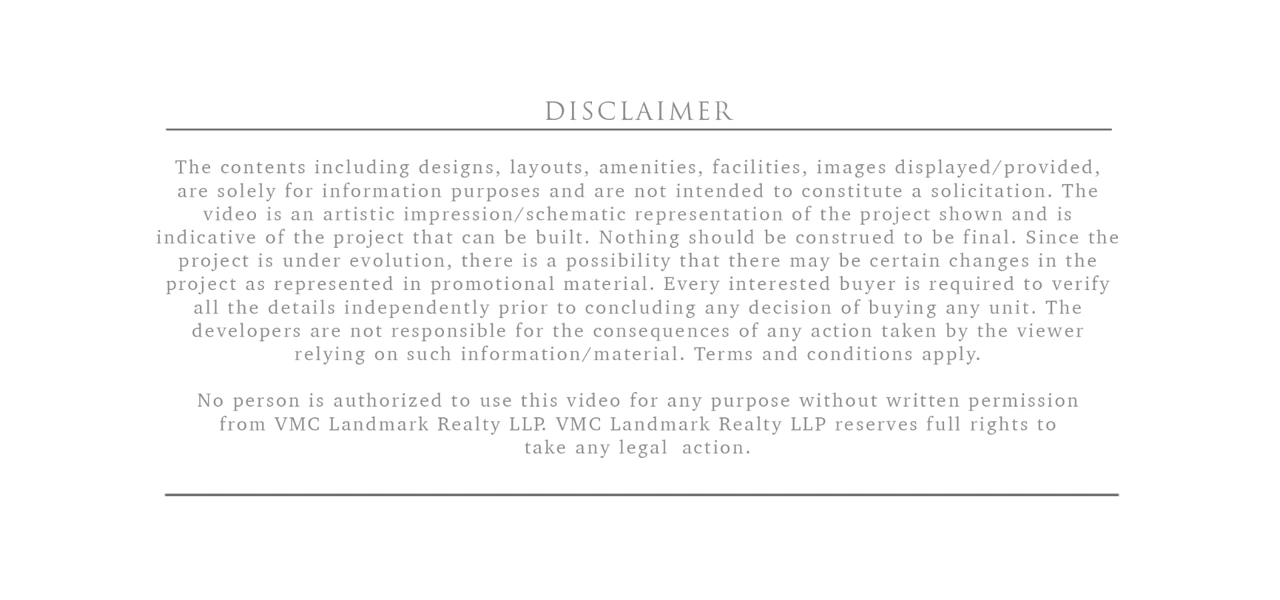 DISCLAIMER
The contents including designs, layouts, amenities, facilities, images displayed/provided,
are solely for information purposes and are not intended to constitute a solicitation. The
video is an artistic impression/schematic representation of the project shown and is
indicative of the project that can be built. Nothing should be construed to be final. Since the
project is under evolution, there is a possibility that there may be certain changes in the
project as represented in promotional material. Every interested buyer is required to verify
all the details independently prior to concluding any decision of buying any unit. The
developers are not responsible for the consequences of any action taken by the viewer
relying on such information/material. Terms and conditions apply.
No person is authorized to use this video for any purpose without written permission
from VMC Landmark Realty LLP. VMC Landmark Realty LLP reserves full rights to
take any legal  action.